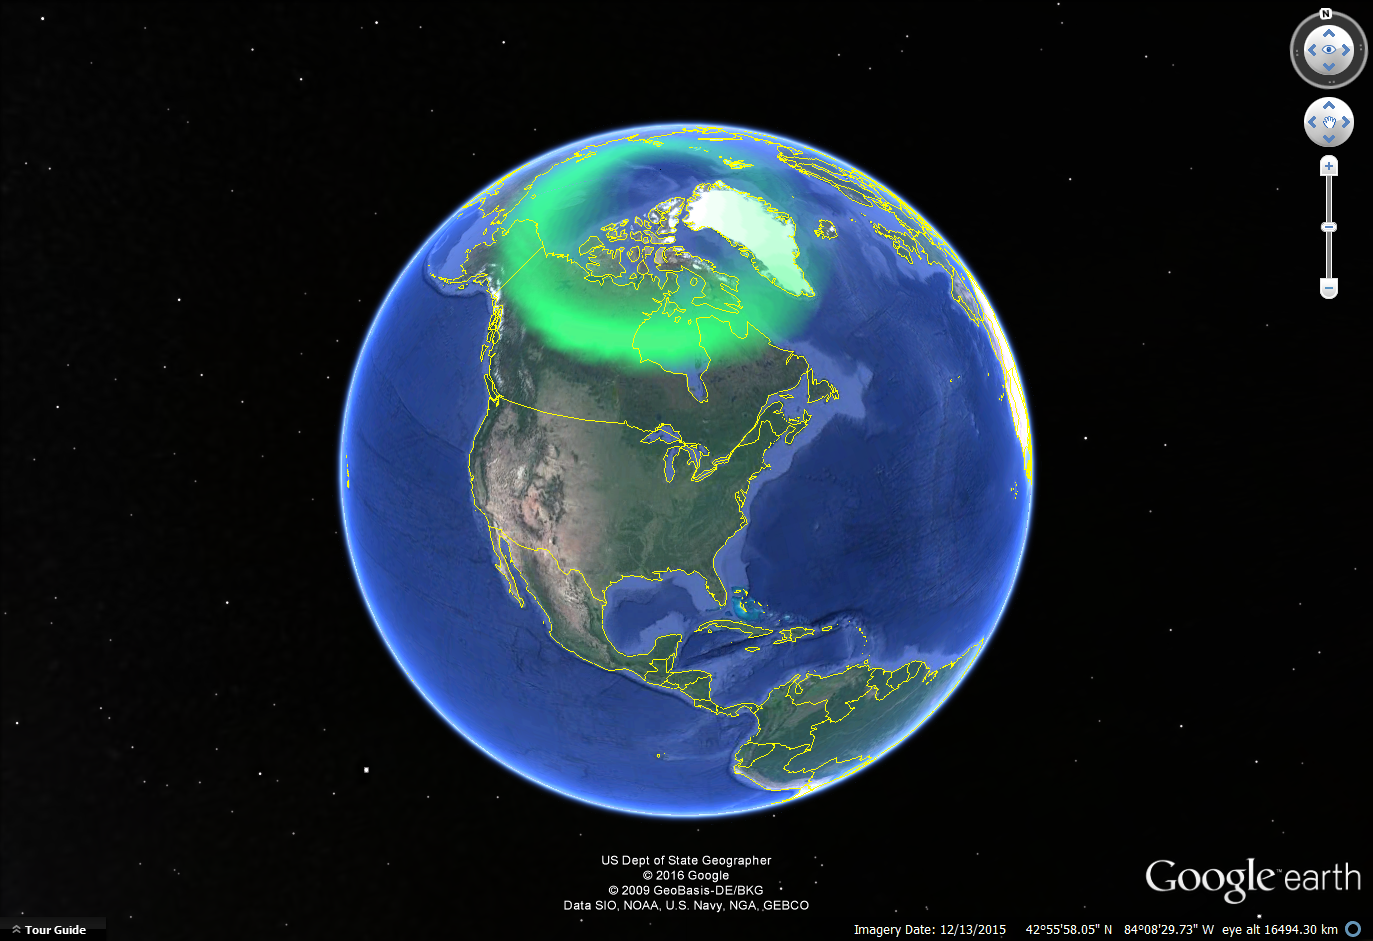 N
US Dept of State Geographer
© 2016 Google
© 2009 GeoBasis-DE/BKG
Data SIO, NOAA, U.S. Navy, NGA, GEBCO
Google earth
Tour Guide
Imagery Date: 12/13/2015 42°55'58.05" N 84°08'29.73" W eye alt 16494.30 km